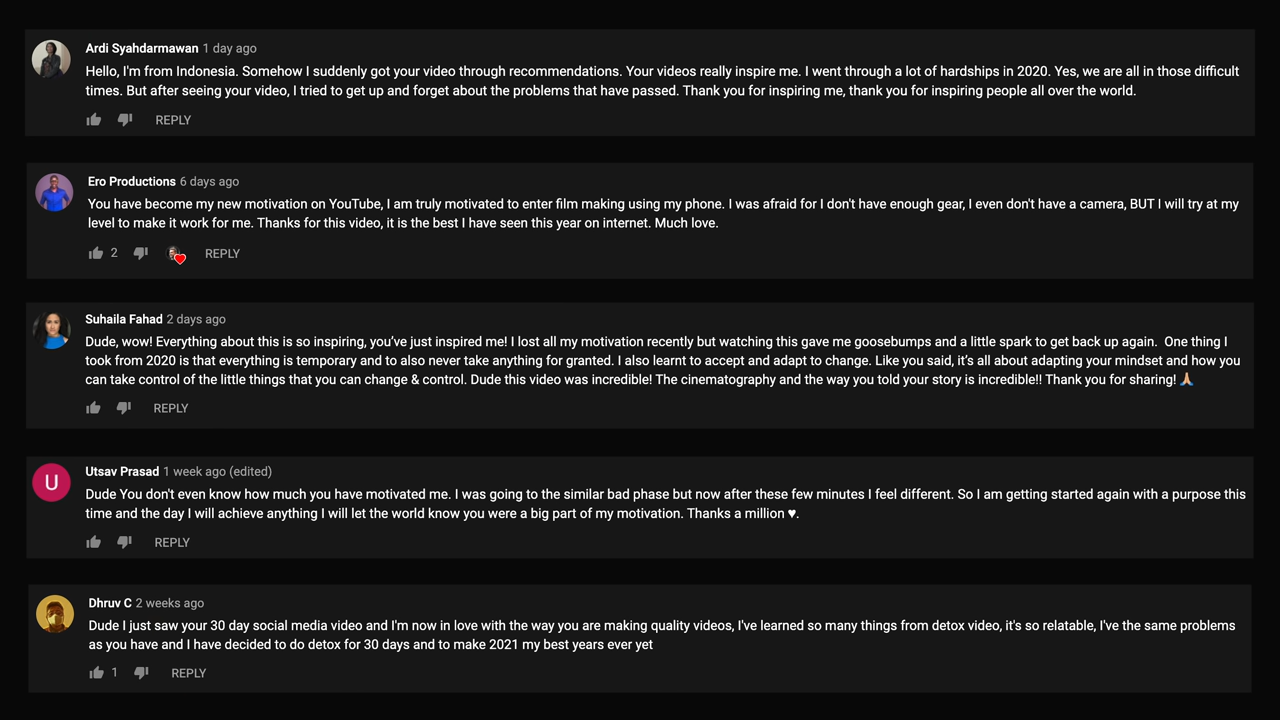 Ardi Syahdarmawan 1 day ago
Hello, I'm from Indonesia. Somehow I suddenly got your video through recommendations. Your videos really inspire me. I went through a lot of hardships in 2020. Yes, we are all in those difficult
times. But after seeing your video, I tried to get up and forget about the problems that have passed. Thank you for inspiring me, thank you for inspiring people all over the world.
REPLY
Ero Productions 6 days ago
You have become my new motivation on YouTube, I am truly motivated to enter film making using my phone. I was afraid for I don't have enough gear, I even don't have a camera, BUT I will try at my
level to make it work for me. Thanks for this video, it is the best I have seen this year on internet. Much love.
2 REPLY
Suhaila Fahad 2 days ago
Dude, wow! Everything about this is so inspiring, you've just inspired me! I lost all my motivation recently but watching this gave me goosebumps and a little spark to get back up again. One thing I
took from 2020 is that everything is temporary and to also never take anything for granted. I also learnt to accept and adapt to change. Like you said, it's all about adapting your mindset and how you
can take control of the little things that you can change & control. Dude this video was incredible! The cinematography and the way you told your story is incredible!! Thank you for sharing! 🙏🏼
REPLY
U
Utsav Prasad 1 week ago (edited)
Dude You don't even know how much you have motivated me. I was going to the similar bad phase but now after these few minutes I feel different. So I am getting started again with a purpose this
time and the day I will achieve anything I will let the world know you were a big part of my motivation. Thanks a million ♥.
REPLY
Dhruv C 2 weeks ago
Dude I just saw your 30 day social media video and I'm now in love with the way you are making quality videos, I've learned so many things from detox video, it's so relatable, I've the same problems
as you have and I have decided to do detox for 30 days and to make 2021 my best years ever yet
1 REPLY